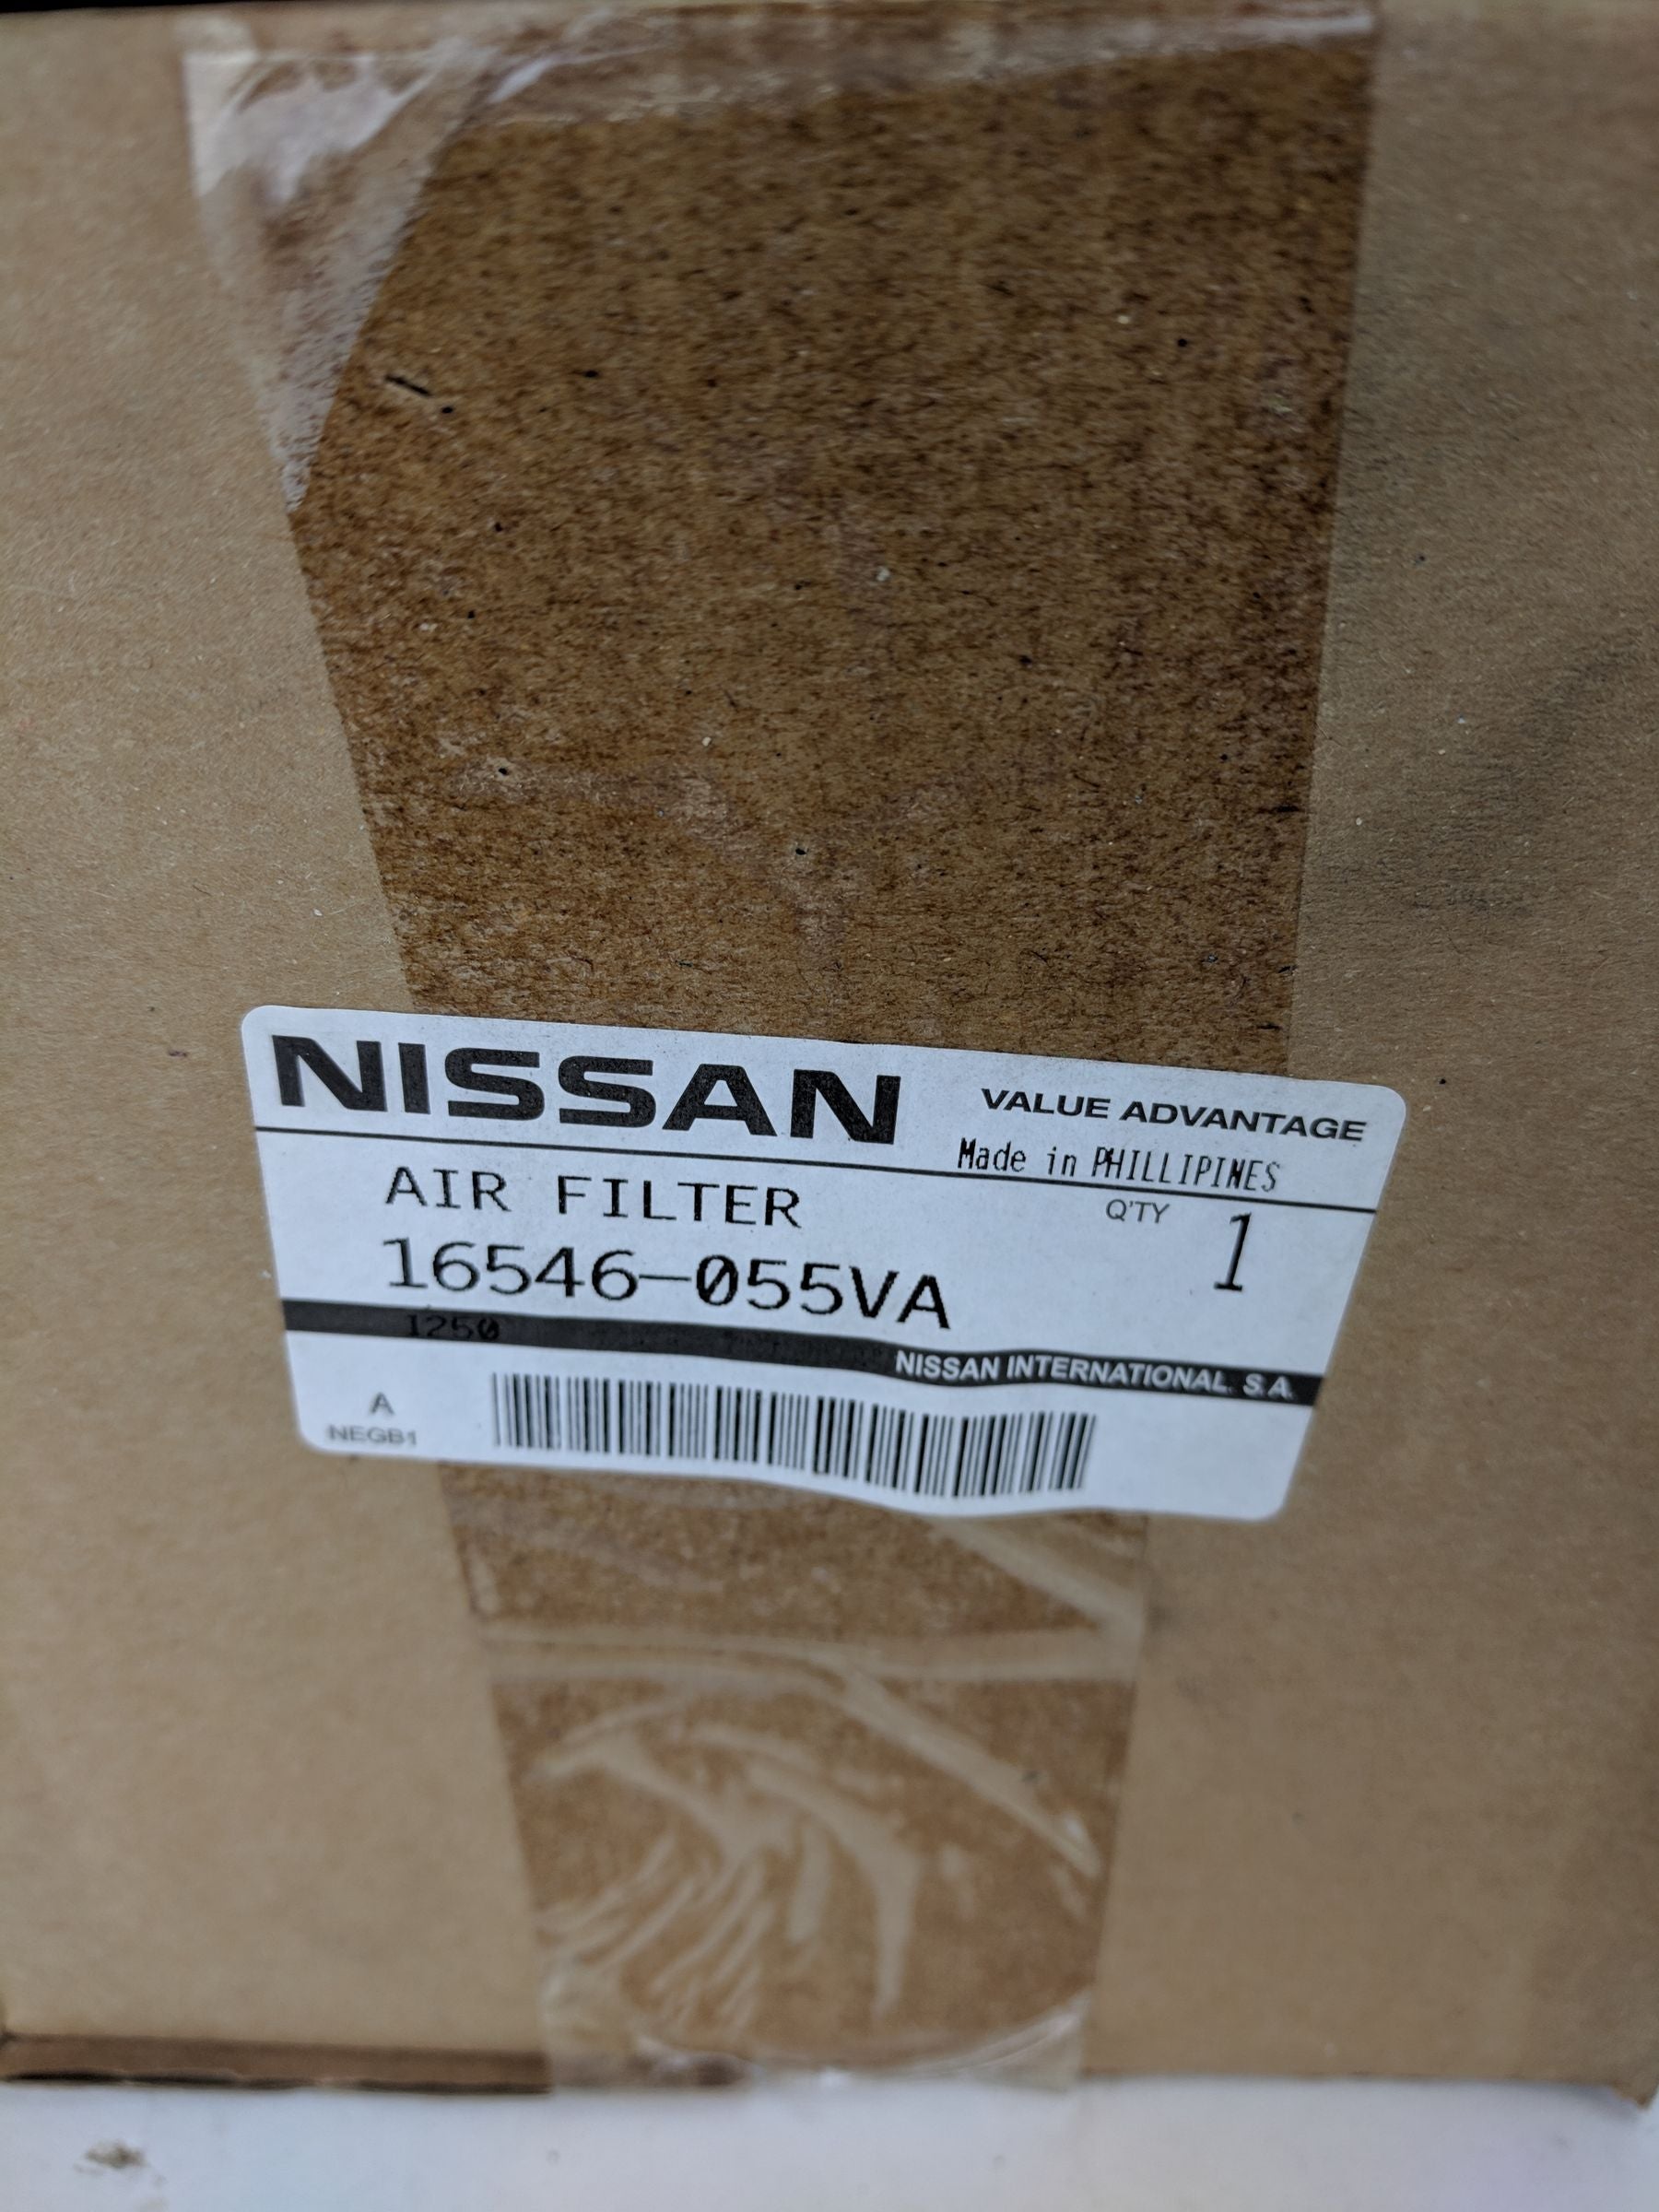 NISSAN VALUE ADVANTAGE
Made in PHILLIPINES
AIR FILTER
Q'TY 1
16546-055VA
1250
NISSAN INTERNATIONAL. S.A.
A
NEGB1